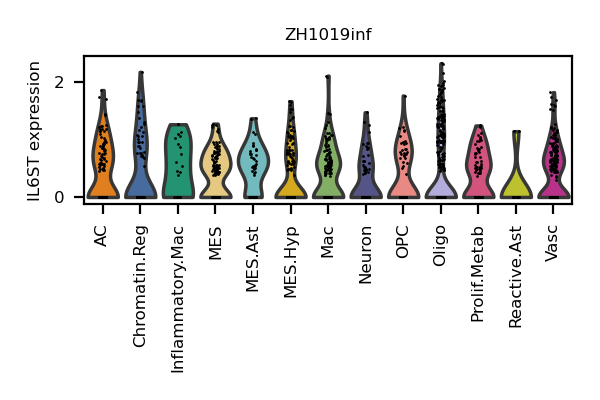 ZH1019inf
IL6ST expression
2
0
AC
Chromatin.Reg
Inflammatory.Mac
MES
MES.Ast
MES.Hyp
Mac
Neuron
OPC
Oligo
Prolif.Metab
Reactive.Ast
Vasc